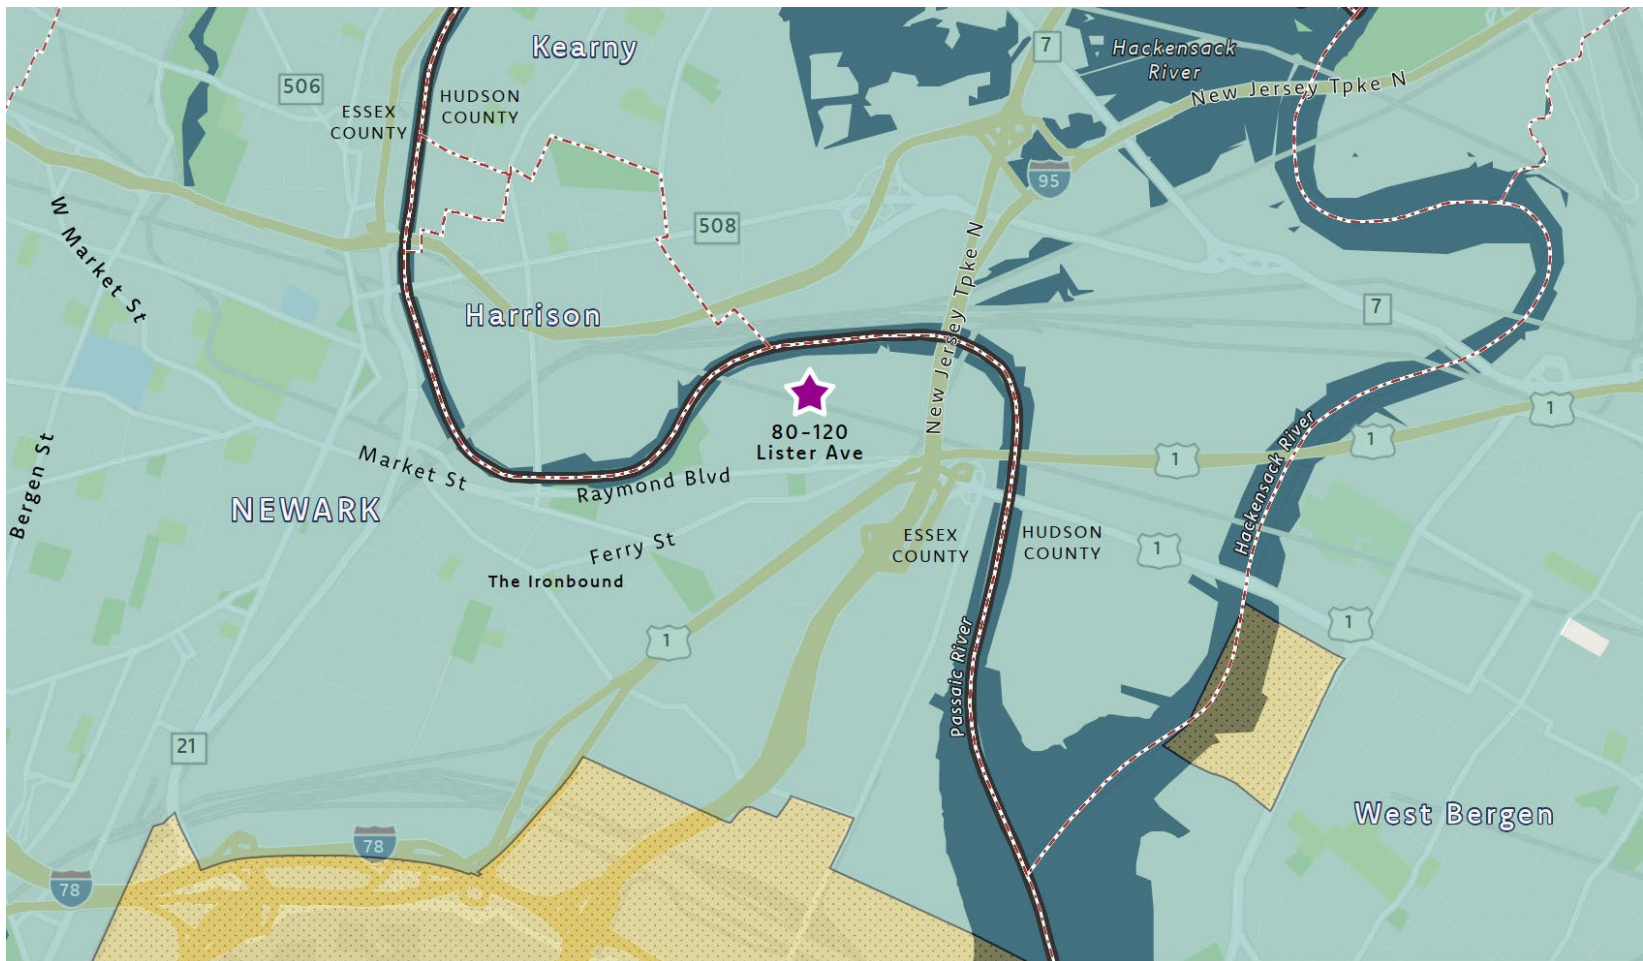 Kearny
7
Hackensack
River
506
New Jersey Tpke N
HUDSON
COUNTY
ESSEX
COUNTY
95
W Market St
508
New Jersey Tpke N
Harrison
7
1
80-120
Lister Ave
1
1
Market St
Bergen St
Raymond Blvd
Hackensack River
NEWARK
ESSEX
COUNTY
HUDSON
COUNTY
Ferry St
1
The Ironbound
1
1
Passaic River
21
West Bergen
78
78